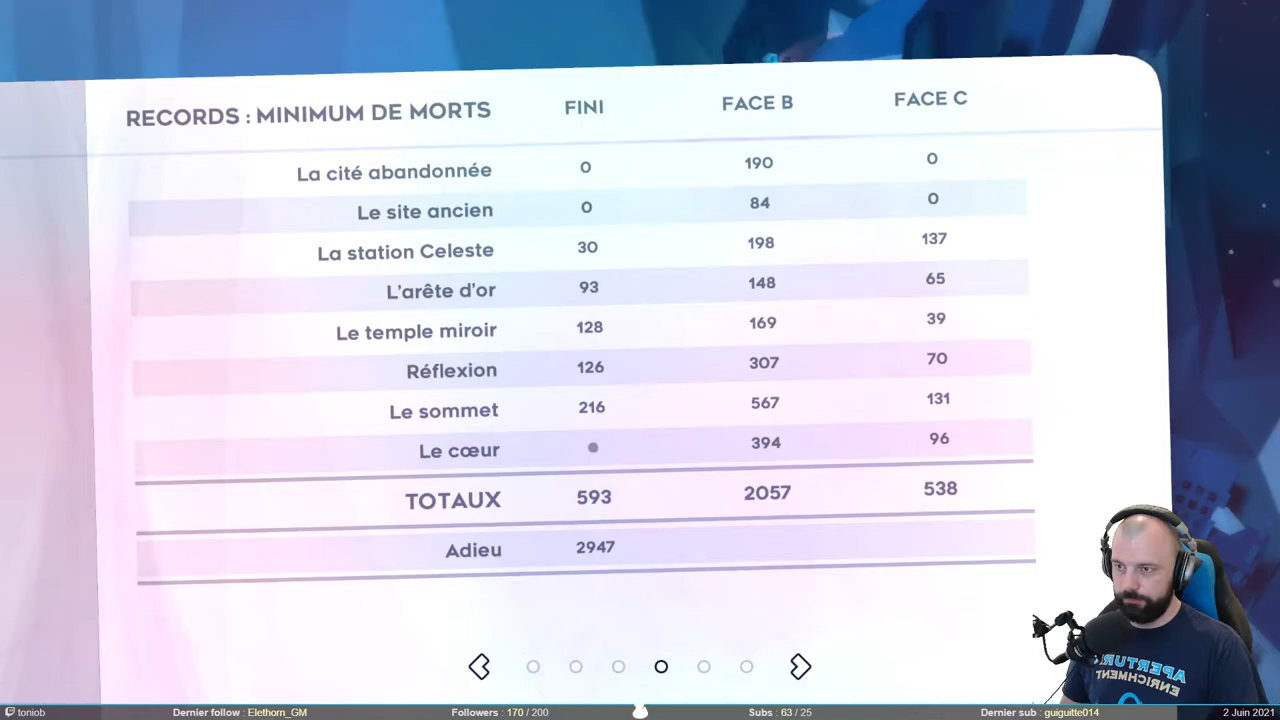 RECORDS : MINIMUM DE MORTS FINI FACE B FACE C
La cité abandonnée 0 190 0
Le site ancien 0 84 0
La station Celeste 30 198 137
L'arête d'or 93 148 65
Le temple miroir 128 169 39
Réflexion 126 307 70
Le sommet 216 567 131
Le cœur 394 96
TOTAUX 593 2057 538
Adieu 2947
APERTURE
ENRICHMENT
toniob Dernier follow : Elethorn_GM Followers : 170 / 200 Subs : 63 / 25 Dernier sub : guiguitte014 2 Juin 2021